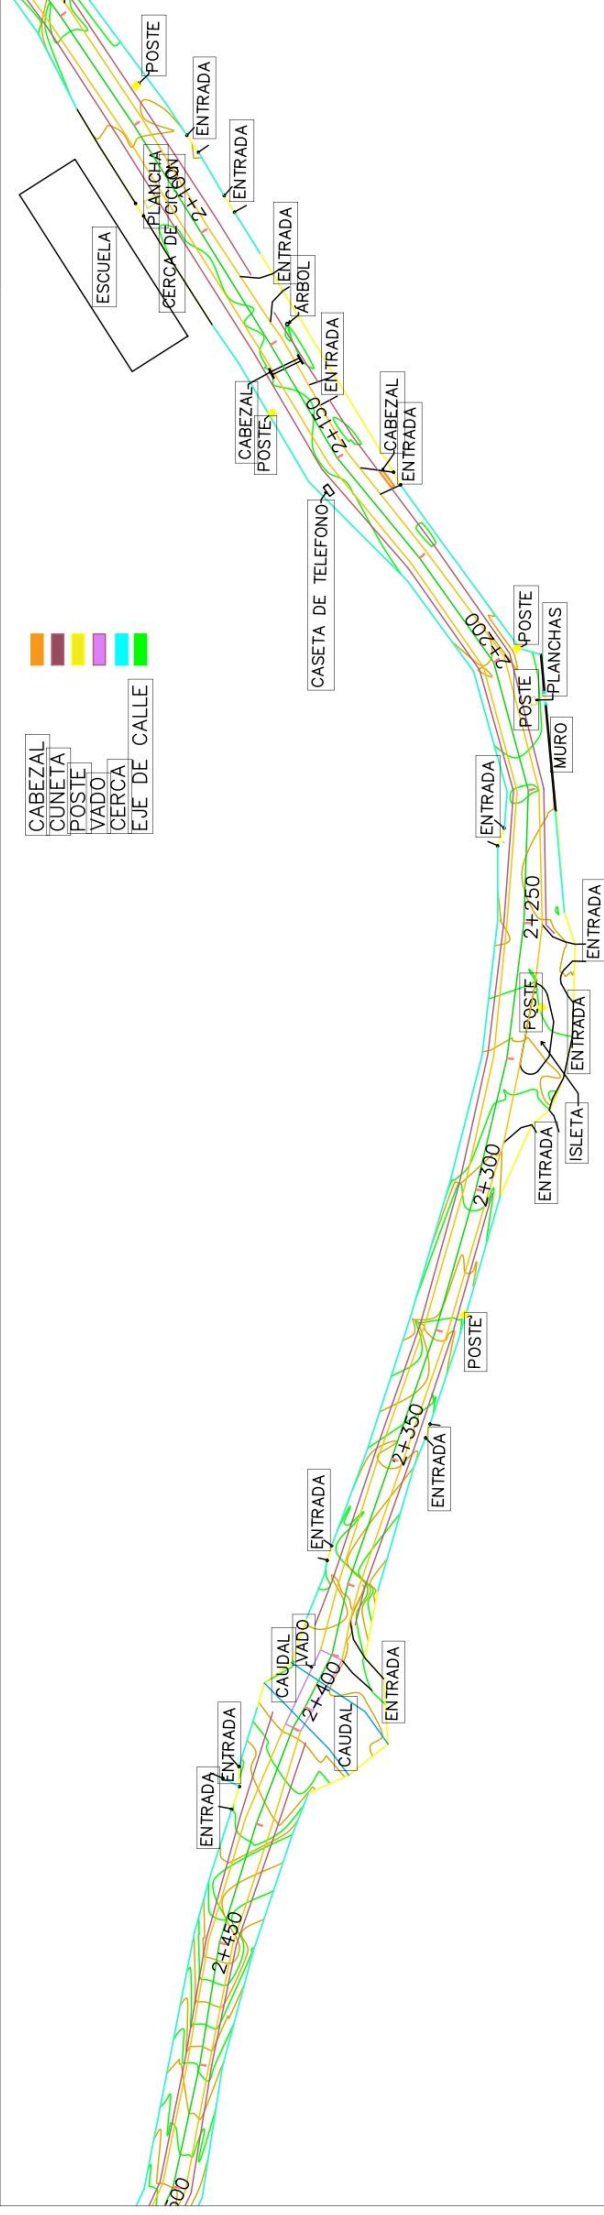 POSTE
ENTRADA
ENTRADA
PLANCHA
CERCA DE CICLON
2+100
ESCUELA
ENTRADA
ÁRBOL
ENTRADA
CABEZAL
POSTE
2+150
CABEZAL
ENTRADA
CASETA DE TELEFONO
2+200
POSTE
PLANCHAS
POSTE
MURO
CABEZAL
CUNETA
POSTE
VADO
CERCA
EJE DE CALLE
ENTRADA
2+250
ENTRADA
POSTE
ENTRADA
ISLETA
ENTRADA
2+300
POSTE
2+350
ENTRADA
ENTRADA
CAUDAL
VADO
2+400
ENTRADA
CAUDAL
ENTRADA
ENTRADA
2+450
500